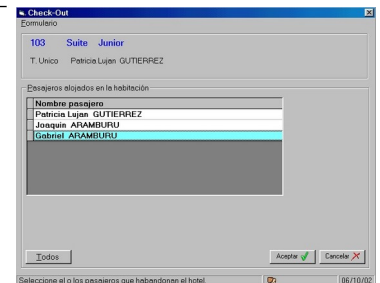 Check-Out
Formulario
103 Suite Junior
T. Unico Patricia Lujan GUTIERREZ
Pasajeros alojados en la habitación
Nombre pasajero
Patricia Lujan GUTIERREZ
Joaquin ARAMBURU
Gabriel ARAMBURU
Todos
Aceptar
Cancelar
Seleccione el o los pasajeros que habandonan el hotel.
06/10/02